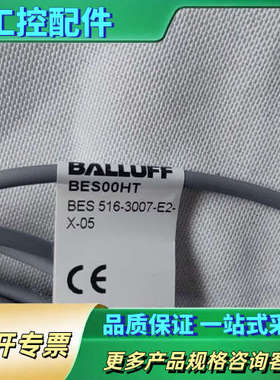 工控配件
BALLUFF
BES00HT
BES 516-3007-E2-
X-05
CE
开专票
品质保证 一站式采
更多产品规格咨询客